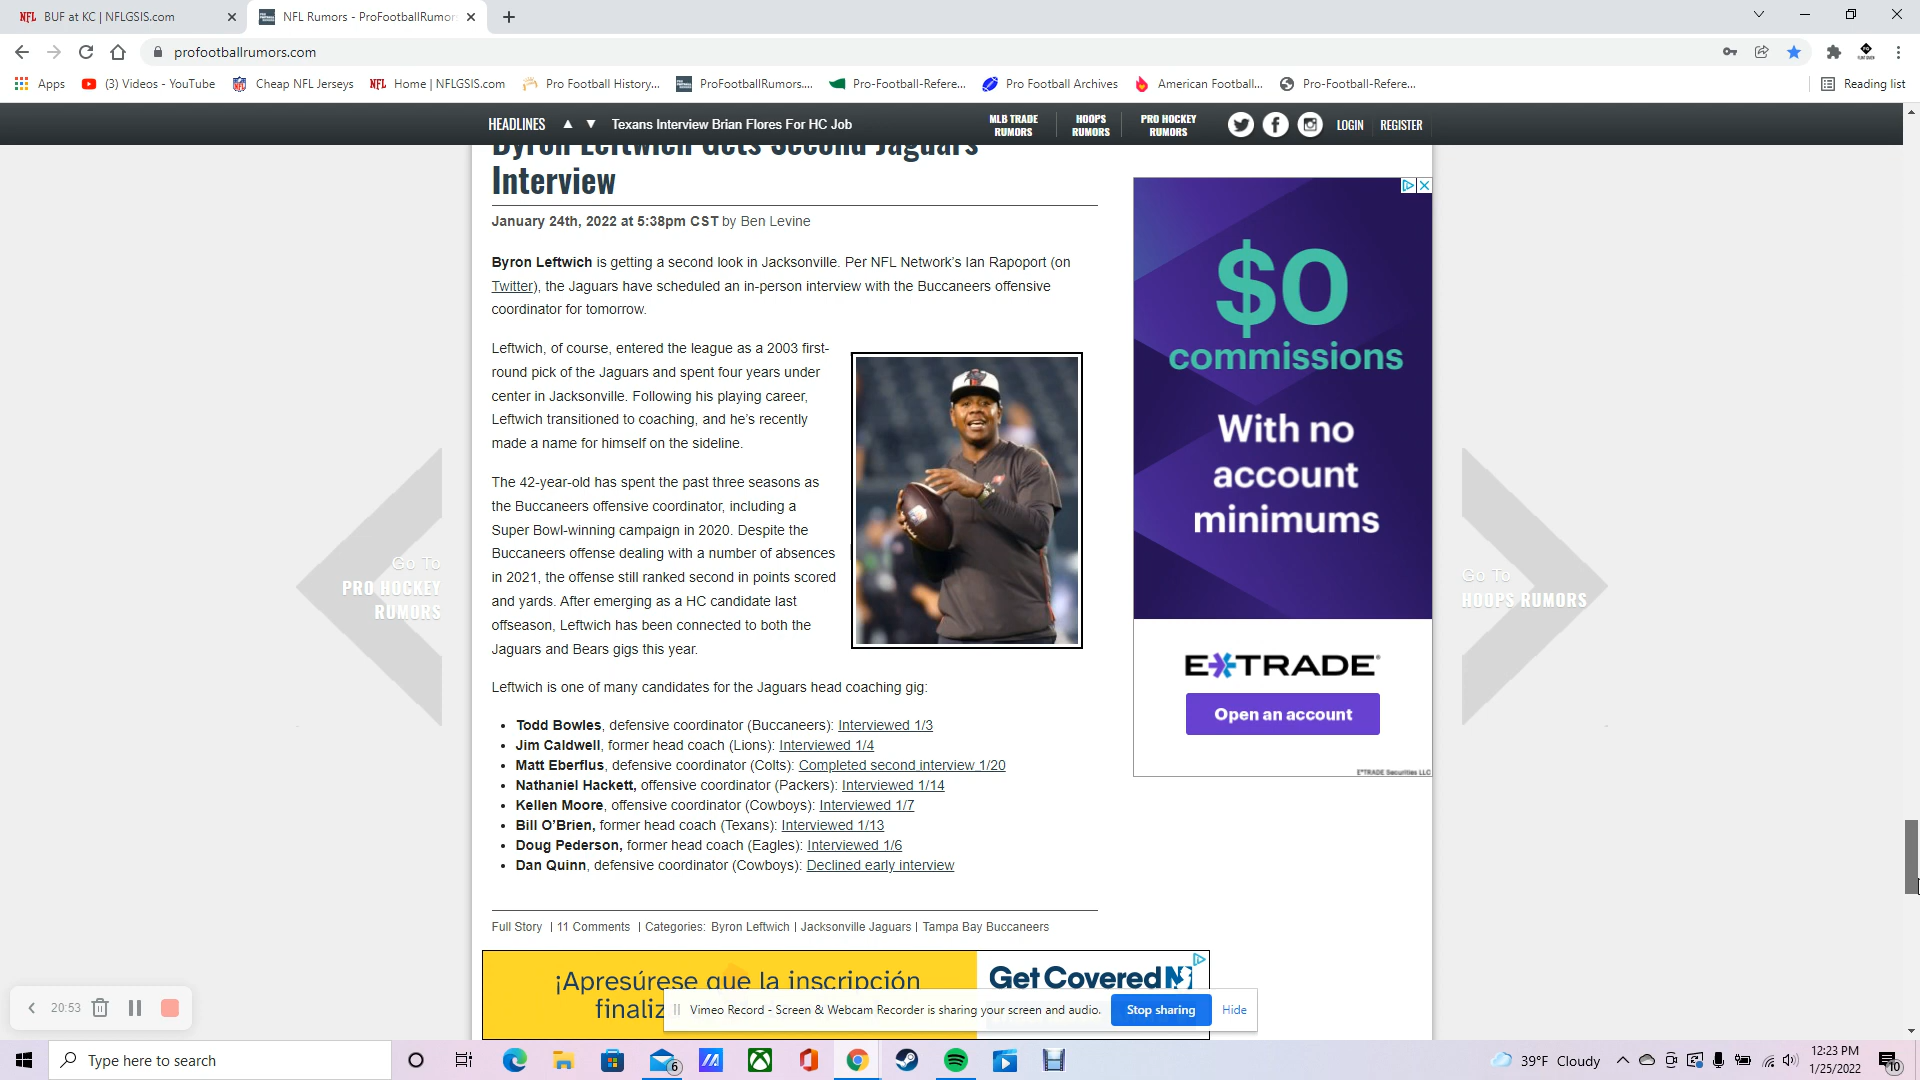 BUF at KC | NFLGSIS.com
NFL Rumors - ProFootballRumors
profootballrumors.com
Apps
(3) Videos - YouTube
Cheap NFL Jerseys
Home | NFLGSIS.com
Pro Football History...
ProFootballRumors....
Pro-Football-Refere...
Pro Football Archives
American Football...
Pro-Football-Refere...
Reading list
HEADLINES
Texans Interview Brian Flores For HC Job
MLB TRADE
RUMORS
HOOPS
RUMORS
PRO HOCKEY
RUMORS
LOGIN
REGISTER
Byron Leftwich Gets Second Jaguars
Interview
January 24th, 2022 at 5:38pm CST by Ben Levine
Byron Leftwich is getting a second look in Jacksonville. Per NFL Network's Ian Rapoport (on
Twitter), the Jaguars have scheduled an in-person interview with the Buccaneers offensive
coordinator for tomorrow.
Leftwich, of course, entered the league as a 2003 first-
round pick of the Jaguars and spent four years under
center in Jacksonville. Following his playing career,
Leftwich transitioned to coaching, and he's recently
made a name for himself on the sideline.
The 42-year-old has spent the past three seasons as
the Buccaneers offensive coordinator, including a
Super Bowl-winning campaign in 2020. Despite the
Buccaneers offense dealing with a number of absences
in 2021, the offense still ranked second in points scored
and yards. After emerging as a HC candidate last
offseason, Leftwich has been connected to both the
Jaguars and Bears gigs this year.
Leftwich is one of many candidates for the Jaguars head coaching gig:
• Todd Bowles, defensive coordinator (Buccaneers): Interviewed 1/3
• Jim Caldwell, former head coach (Lions): Interviewed 1/4
• Matt Eberflus, defensive coordinator (Colts): Completed second interview 1/20
• Nathaniel Hackett, offensive coordinator (Packers): Interviewed 1/14
• Kellen Moore, offensive coordinator (Cowboys): Interviewed 1/7
• Bill O'Brien, former head coach (Texans): Interviewed 1/13
• Doug Pederson, former head coach (Eagles): Interviewed 1/6
• Dan Quinn, defensive coordinator (Cowboys): Declined early interview
Full Story | 11 Comments | Categories: Byron Leftwich | Jacksonville Jaguars | Tampa Bay Buccaneers
$0
commissions
With no
account
minimums
E*TRADE
Open an account
E*TRADE Securities LLC
Go To
PRO HOCKEY
RUMORS
Go To
HOOPS RUMORS
¡Apresúrese que la inscripción
finaliz
GetCoveredNJ
20:53
Vimeo Record - Screen & Webcam Recorder is sharing your screen and audio.
Stop sharing
Hide
Type here to search
6
39°F Cloudy
12:23 PM
1/25/2022
10